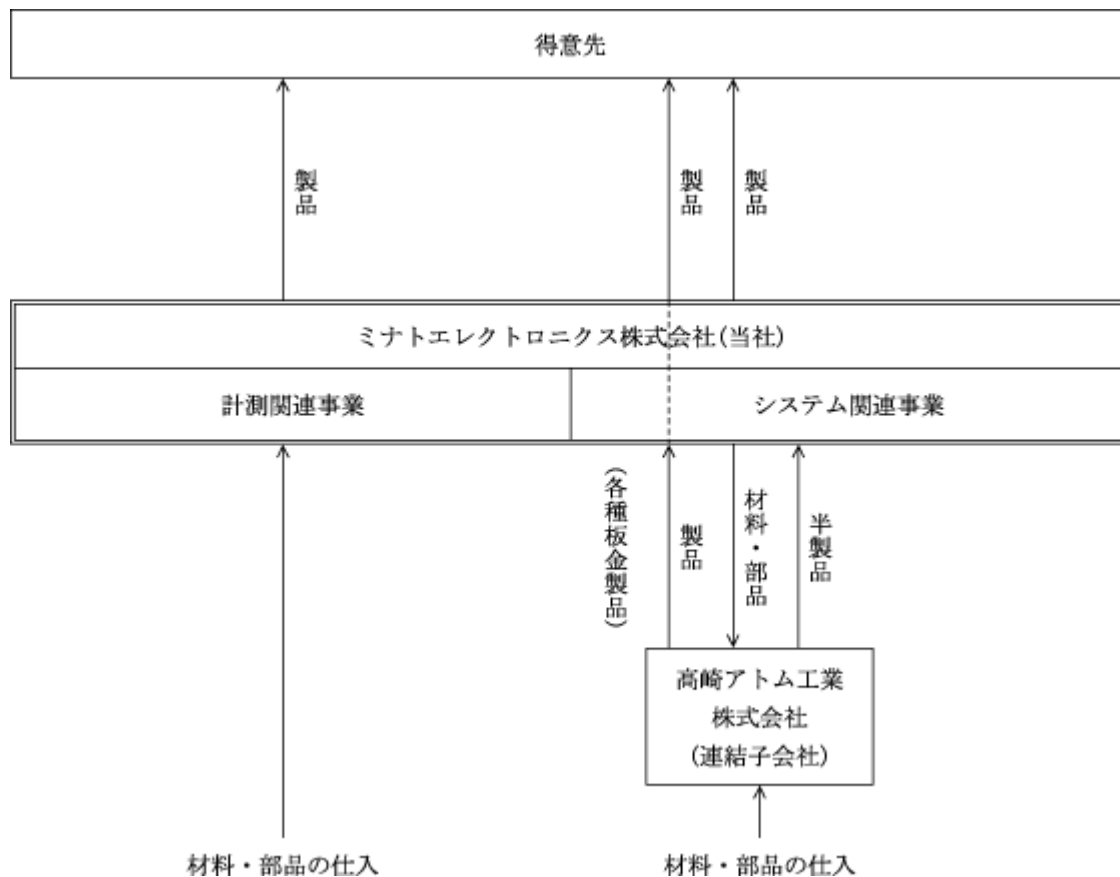 得意先
製品
製品
製品
ミナトエレクトロニクス株式会社(当社)
計測関連事業
システム関連事業
(各種板金製品)
製品
材料・部品
半製品
高崎アトム工業
株式会社
(連結子会社)
材料・部品の仕入
材料・部品の仕入